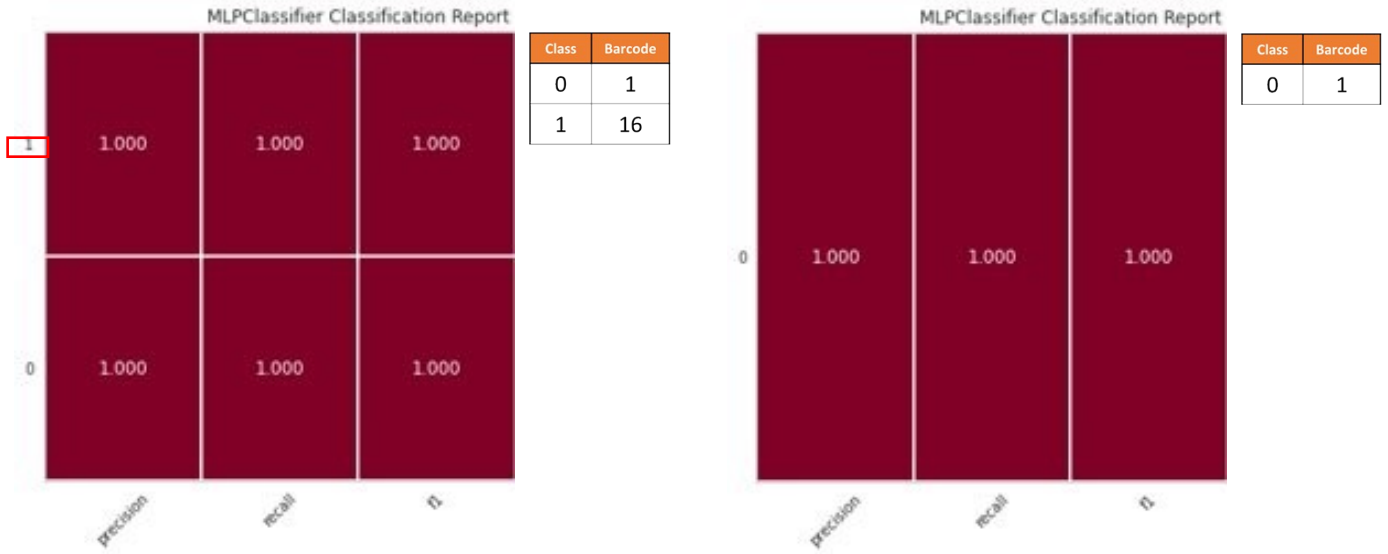 MLPClassifier Classification Report
Class Barcode
0 1
1 16
1 1.000 1.000 1.000
0 1.000 1.000 1.000
precision recall f1
MLPClassifier Classification Report
Class Barcode
0 1
0 1.000 1.000 1.000
precision recall f1